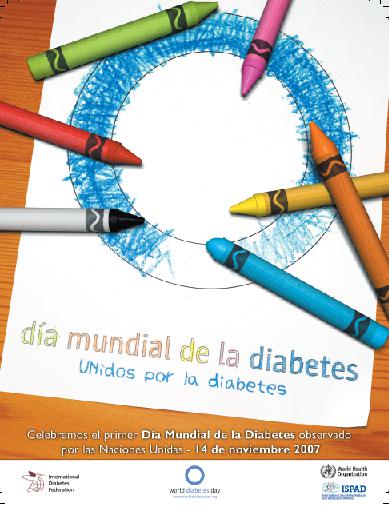 día mundial de la diabetes
UNidos por la diabetes
Celebremos el primer Día Mundial de la Diabetes observado
por las Naciones Unidas - 14 de noviembre 2007
International
Diabetes
Federation
world diabetes day
World Health
Organization
ISPAD